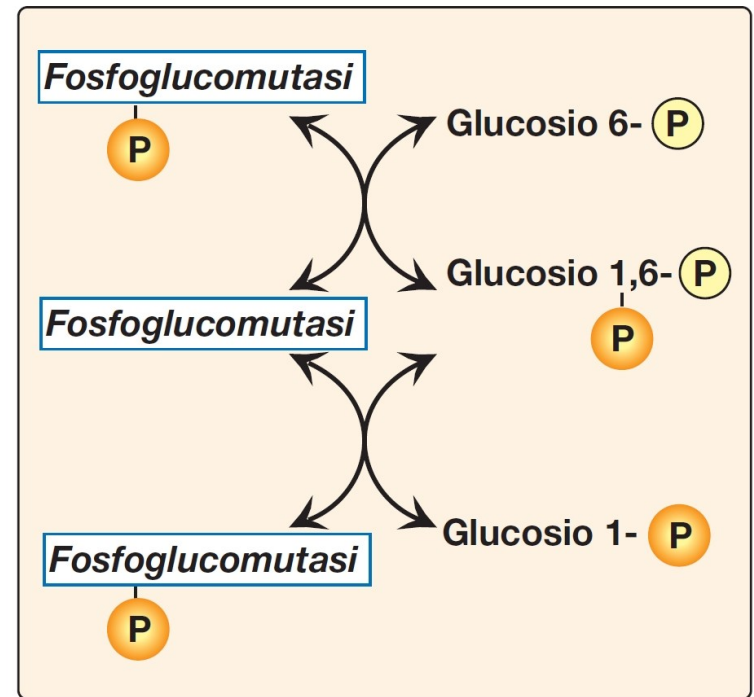 Fosfoglucomutasi
P
Glucosio 6- P
Glucosio 1,6- P
P
Fosfoglucomutasi
Glucosio 1- P
Fosfoglucomutasi
P